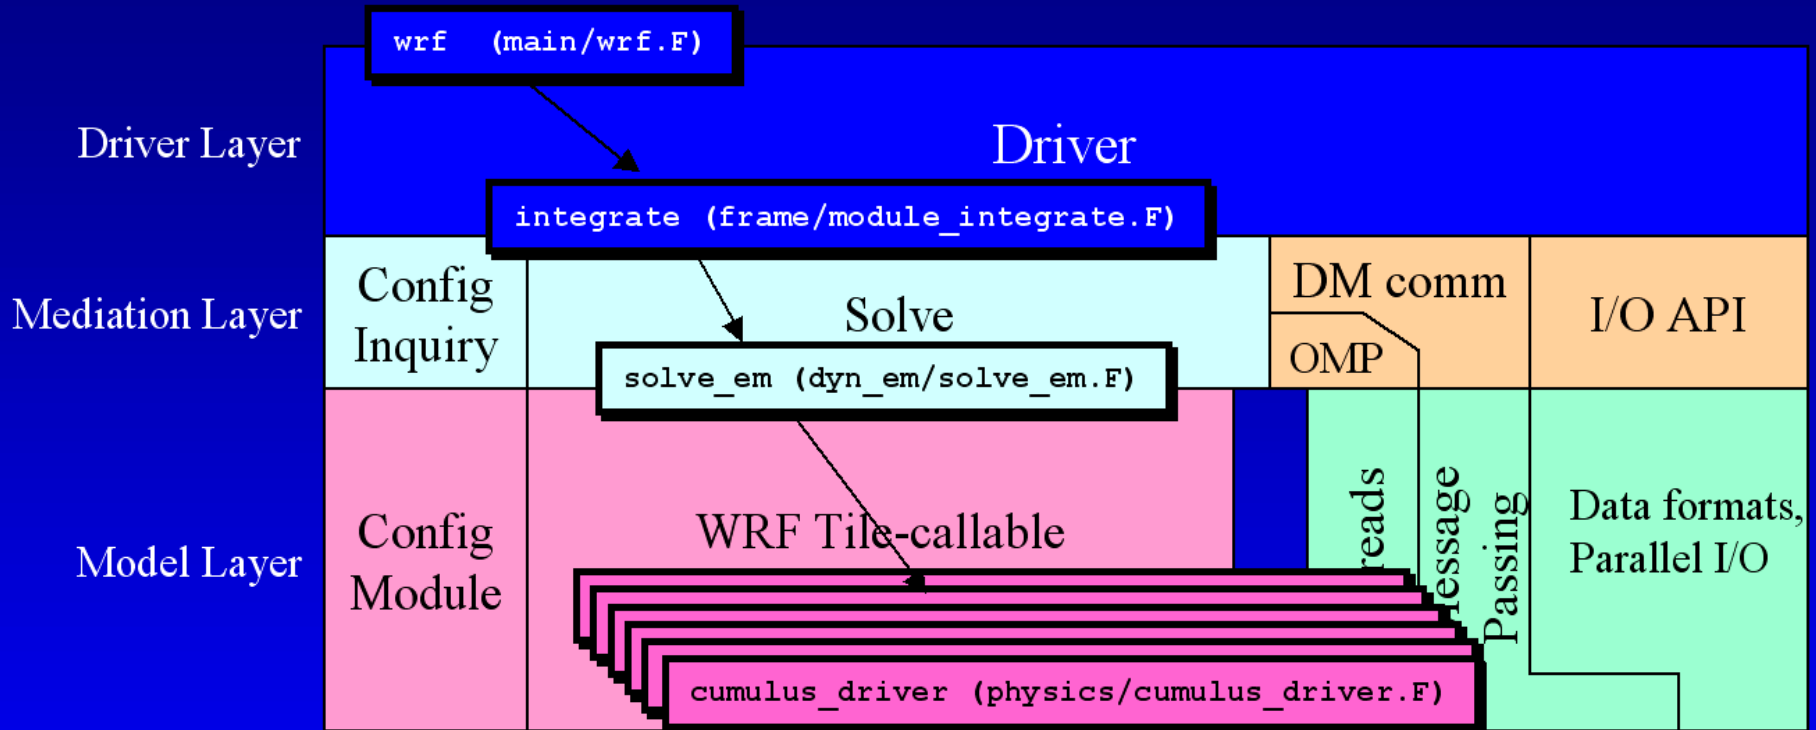 wrf (main/wrf.F)
Driver Layer
Driver
integrate (frame/module_integrate.F)
Mediation Layer
Config
Inquiry
Solve
DM comm
OMP
I/O API
solve_em (dyn_em/solve_em.F)
Model Layer
Config
Module
WRF Tile-callable
Passing
Data formats,
Parallel I/O
cumulus_driver (physics/cumulus_driver.F)